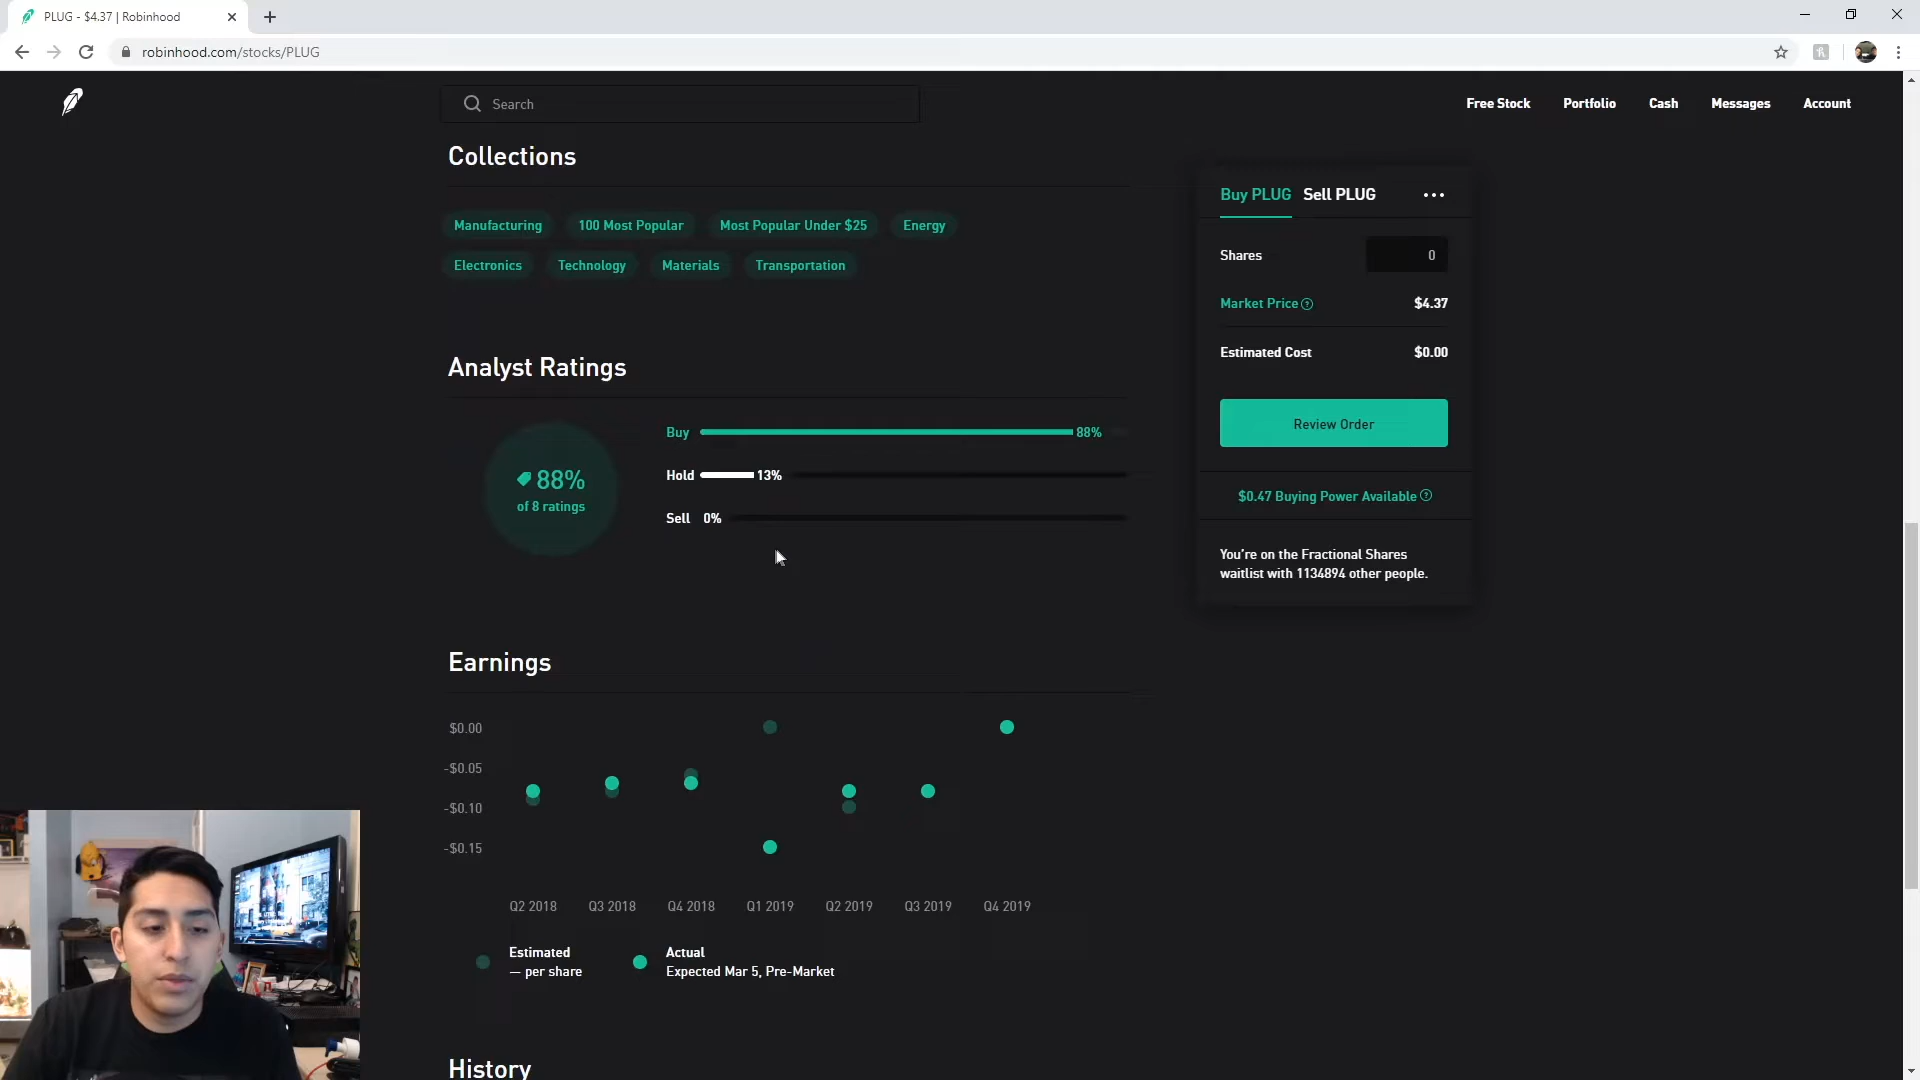 PLUG - $4.37 | Robinhood
robinhood.com/stocks/PLUG
Search
Free Stock Portfolio Cash Messages Account
Collections
Manufacturing 100 Most Popular Most Popular Under $25 Energy
Electronics Technology Materials Transportation
Analyst Ratings
88%
of 8 ratings
Buy 88%
Hold 13%
Sell 0%
Buy PLUG Sell PLUG
Shares 0
Market Price $4.37
Estimated Cost $0.00
Review Order
$0.47 Buying Power Available
You're on the Fractional Shares
waitlist with 1134894 other people.
Earnings
$0.00
-$0.05
-$0.10
-$0.15
Q2 2018 Q3 2018 Q4 2018 Q1 2019 Q2 2019 Q3 2019 Q4 2019
Estimated
— per share
Actual
Expected Mar 5, Pre-Market
History